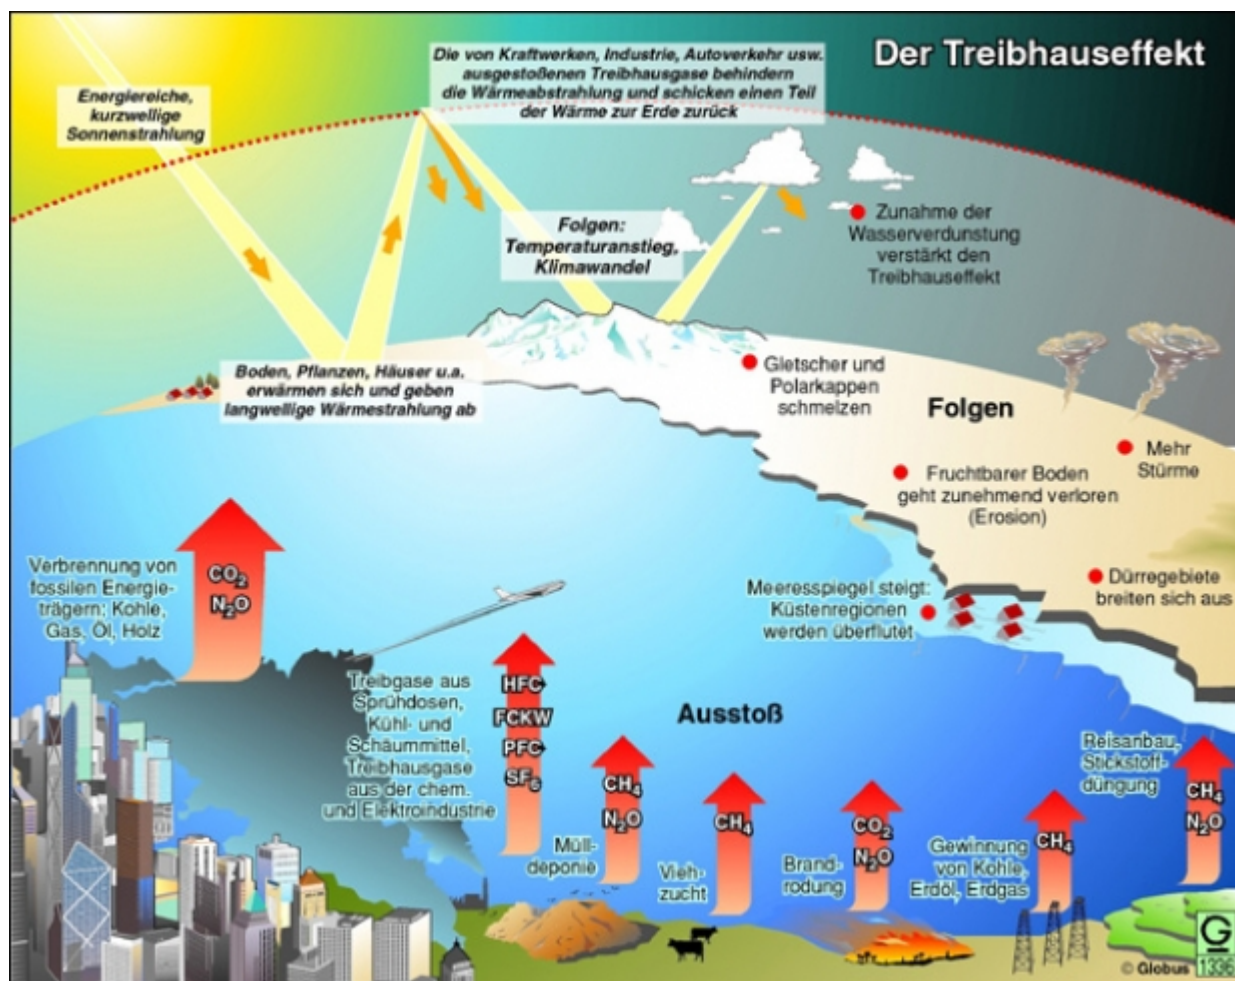 Der Treibhauseffekt
Energiereiche,
kurzwellige
Sonnenstrahlung
Die von Kraftwerken, Industrie, Autoverkehr usw.
ausgestoßenen Treibhausgase behindern
die Wärmeabstrahlung und schicken einen Teil
der Wärme zur Erde zurück
Folgen:
Temperaturanstieg,
Klimawandel
Zunahme der
Wasserverdunstung
verstärkt den
Treibhauseffekt
Boden, Pflanzen, Häuser u.a.
erwärmen sich und geben
langwellige Wärmestrahlung ab
Gletscher und
Polarkappen
schmelzen
Folgen
Mehr
Stürme
Fruchtbarer Boden
geht zunehmend verloren
(Erosion)
Dürregebiete
breiten sich aus
Meeresspiegel steigt:
Küstenregionen
werden überflutet
Verbrennung von
fossilen Energie-
trägern; Kohle,
Gas, Öl, Holz
CO₂
N₂O
Treibgase aus
Sprühdosen,
Kühl- und
Schäummittel,
Treibhausgase
aus der chem.
und Elektroindustrie
HFC
FCKW
PFC
SF₆
Ausstoß
Müll-
deponie
CH₄
N₂O
Vieh-
zucht
CH₄
Brand-
rodung
CO₂
N₂O
Gewinnung
von Kohle,
Erdöl, Erdgas
CH₄
Reisanbau,
Stickstoff-
düngung
CH₄
N₂O
G
1336
© Globus